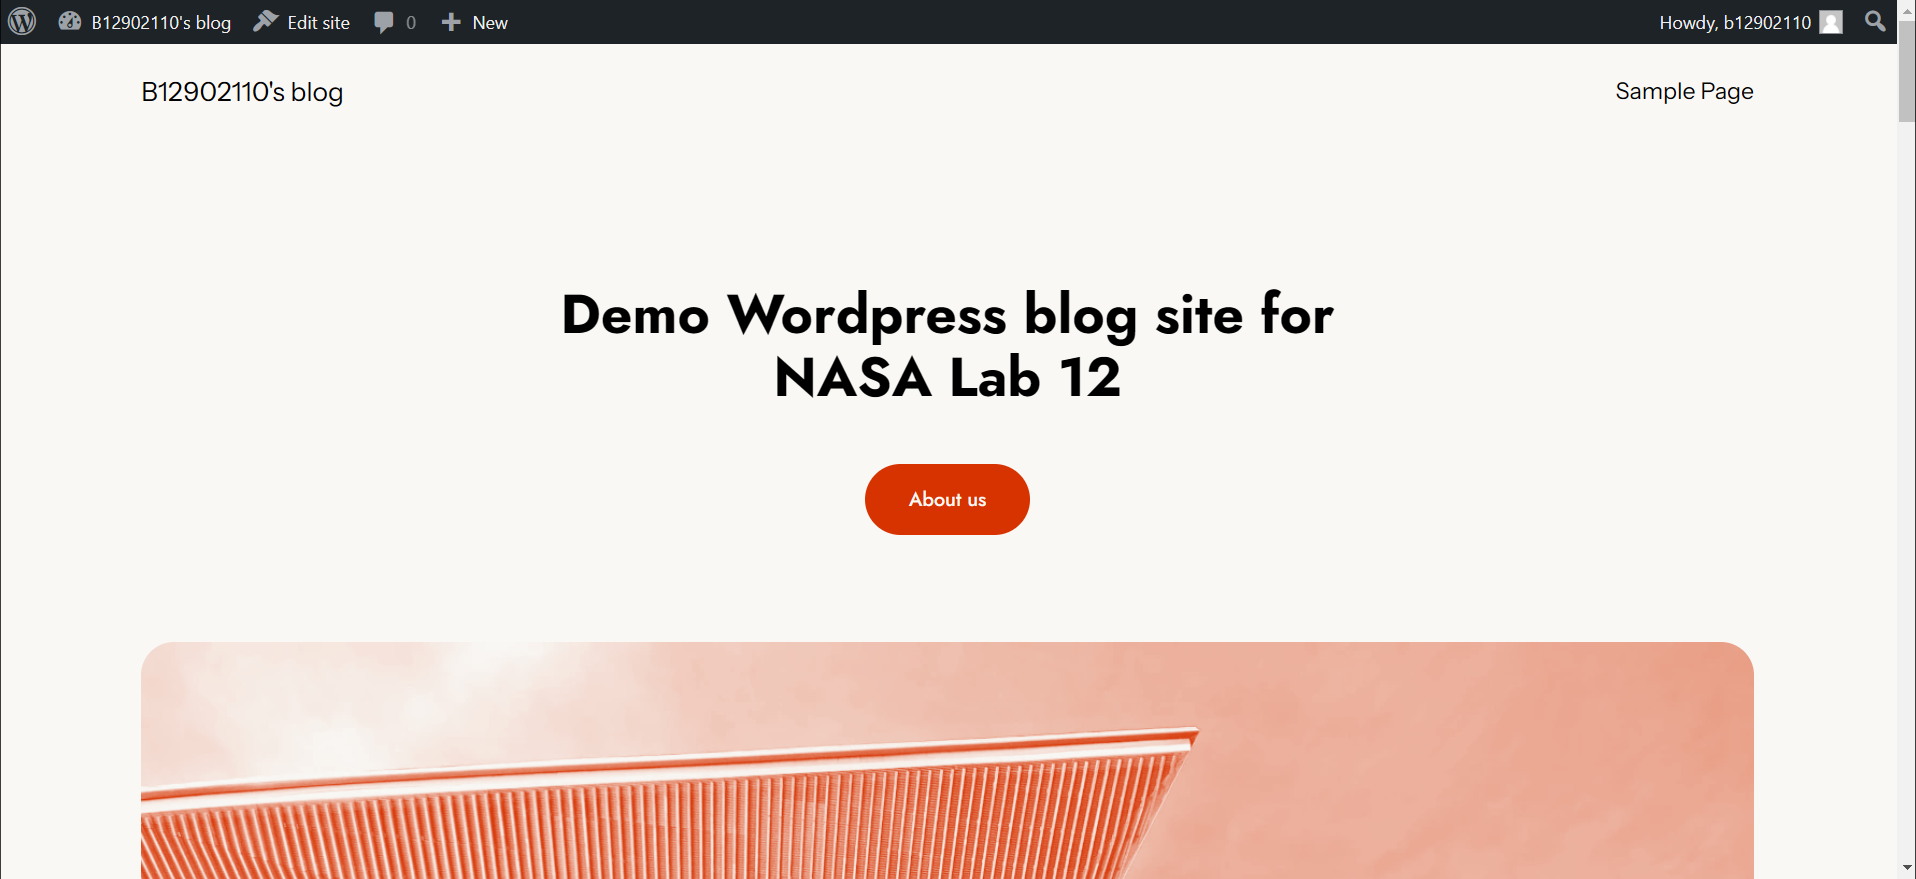 B12902110's blog Edit site 0 New Howdy, b12902110
B12902110's blog Sample Page
Demo Wordpress blog site for
NASA Lab 12
About us